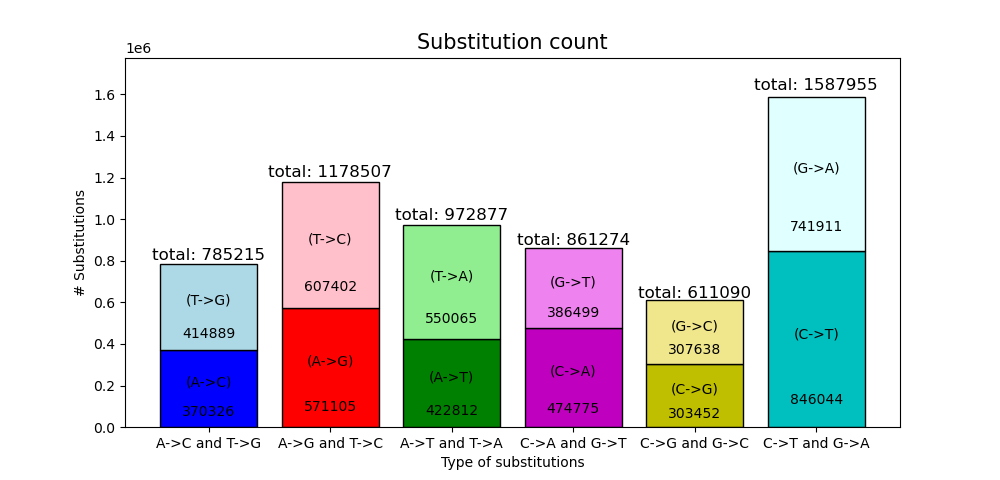 Substitution count
1e6
# Substitutions
1.6
1.4
1.2
1.0
0.8
0.6
0.4
0.2
0.0
total: 785215
(T->G)
414889
(A->C)
370326
total: 1178507
(T->C)
607402
(A->G)
571105
total: 972877
(T->A)
550065
(A->T)
422812
total: 861274
(G->T)
386499
(C->A)
474775
total: 611090
(G->C)
307638
(C->G)
303452
total: 1587955
(G->A)
741911
(C->T)
846044
A->C and T->G
A->G and T->C
A->T and T->A
C->A and G->T
C->G and G->C
C->T and G->A
Type of substitutions